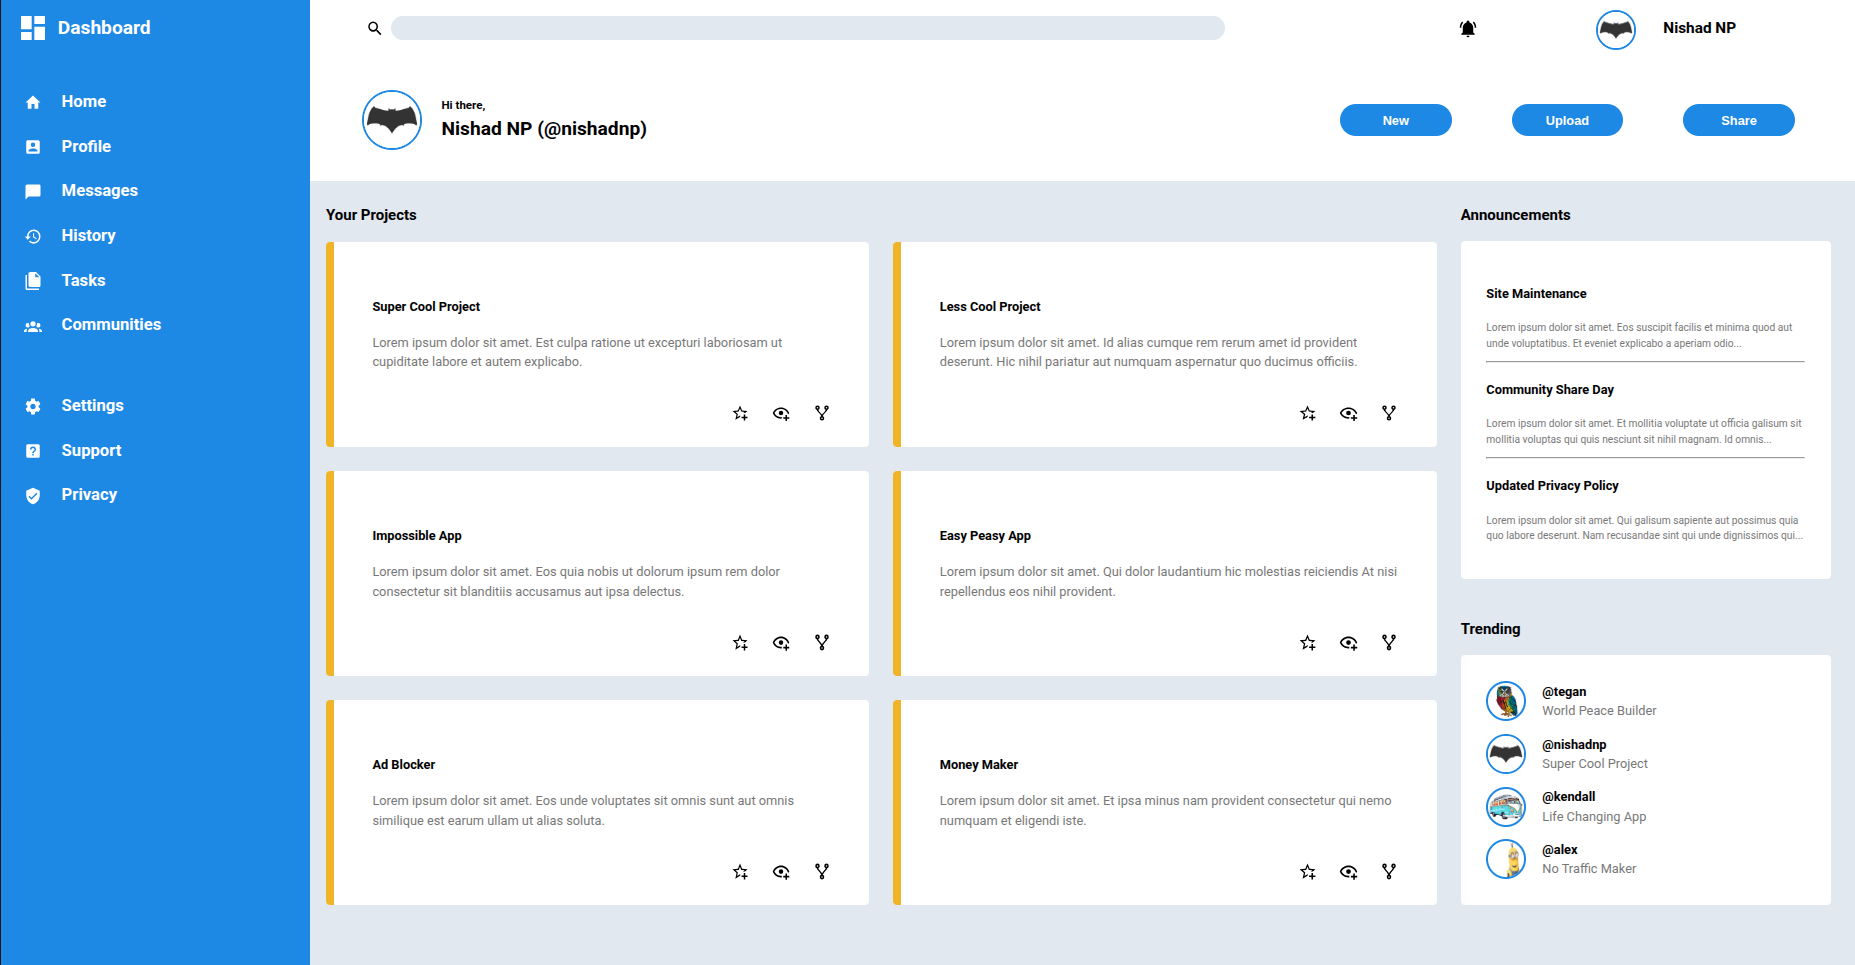 Dashboard
Home
Profile
Messages
History
Tasks
Communities
Settings
Support
Privacy
Nishad NP
Hi there,
Nishad NP (@nishadnp)
New
Upload
Share
Your Projects
Super Cool Project
Lorem ipsum dolor sit amet. Est culpa ratione ut excepturi laboriosam ut
cupiditate labore et autem explicabo.
Less Cool Project
Lorem ipsum dolor sit amet. Id alias cumque rem rerum amet id provident
deserunt. Hic nihil pariatur aut numquam aspernatur quo ducimus officiis.
Impossible App
Lorem ipsum dolor sit amet. Eos quia nobis ut dolorum ipsum rem dolor
consectetur sit blanditiis accusamus aut ipsa delectus.
Easy Peasy App
Lorem ipsum dolor sit amet. Qui dolor laudantium hic molestias reiciendis At nisi
repellendus eos nihil provident.
Ad Blocker
Lorem ipsum dolor sit amet. Eos unde voluptates sit omnis sunt aut omnis
similique est earum ullam ut alias soluta.
Money Maker
Lorem ipsum dolor sit amet. Et ipsa minus nam provident consectetur qui nemo
numquam et eligendi iste.
Announcements
Site Maintenance
Lorem ipsum dolor sit amet. Eos suscipit facilis et minima quod aut
unde voluptatibus. Et eveniet explicabo a aperiam odio...
Community Share Day
Lorem ipsum dolor sit amet. Et mollitia voluptate ut officia galisum sit
mollitia voluptas qui quis nesciunt sit nihil magnam. Id omnis...
Updated Privacy Policy
Lorem ipsum dolor sit amet. Qui galisum sapiente aut possimus quia
quo labore deserunt. Nam recusandae sint qui unde dignissimos qui...
Trending
@tegan
World Peace Builder
@nishadnp
Super Cool Project
@kendall
Life Changing App
@alex
No Traffic Maker